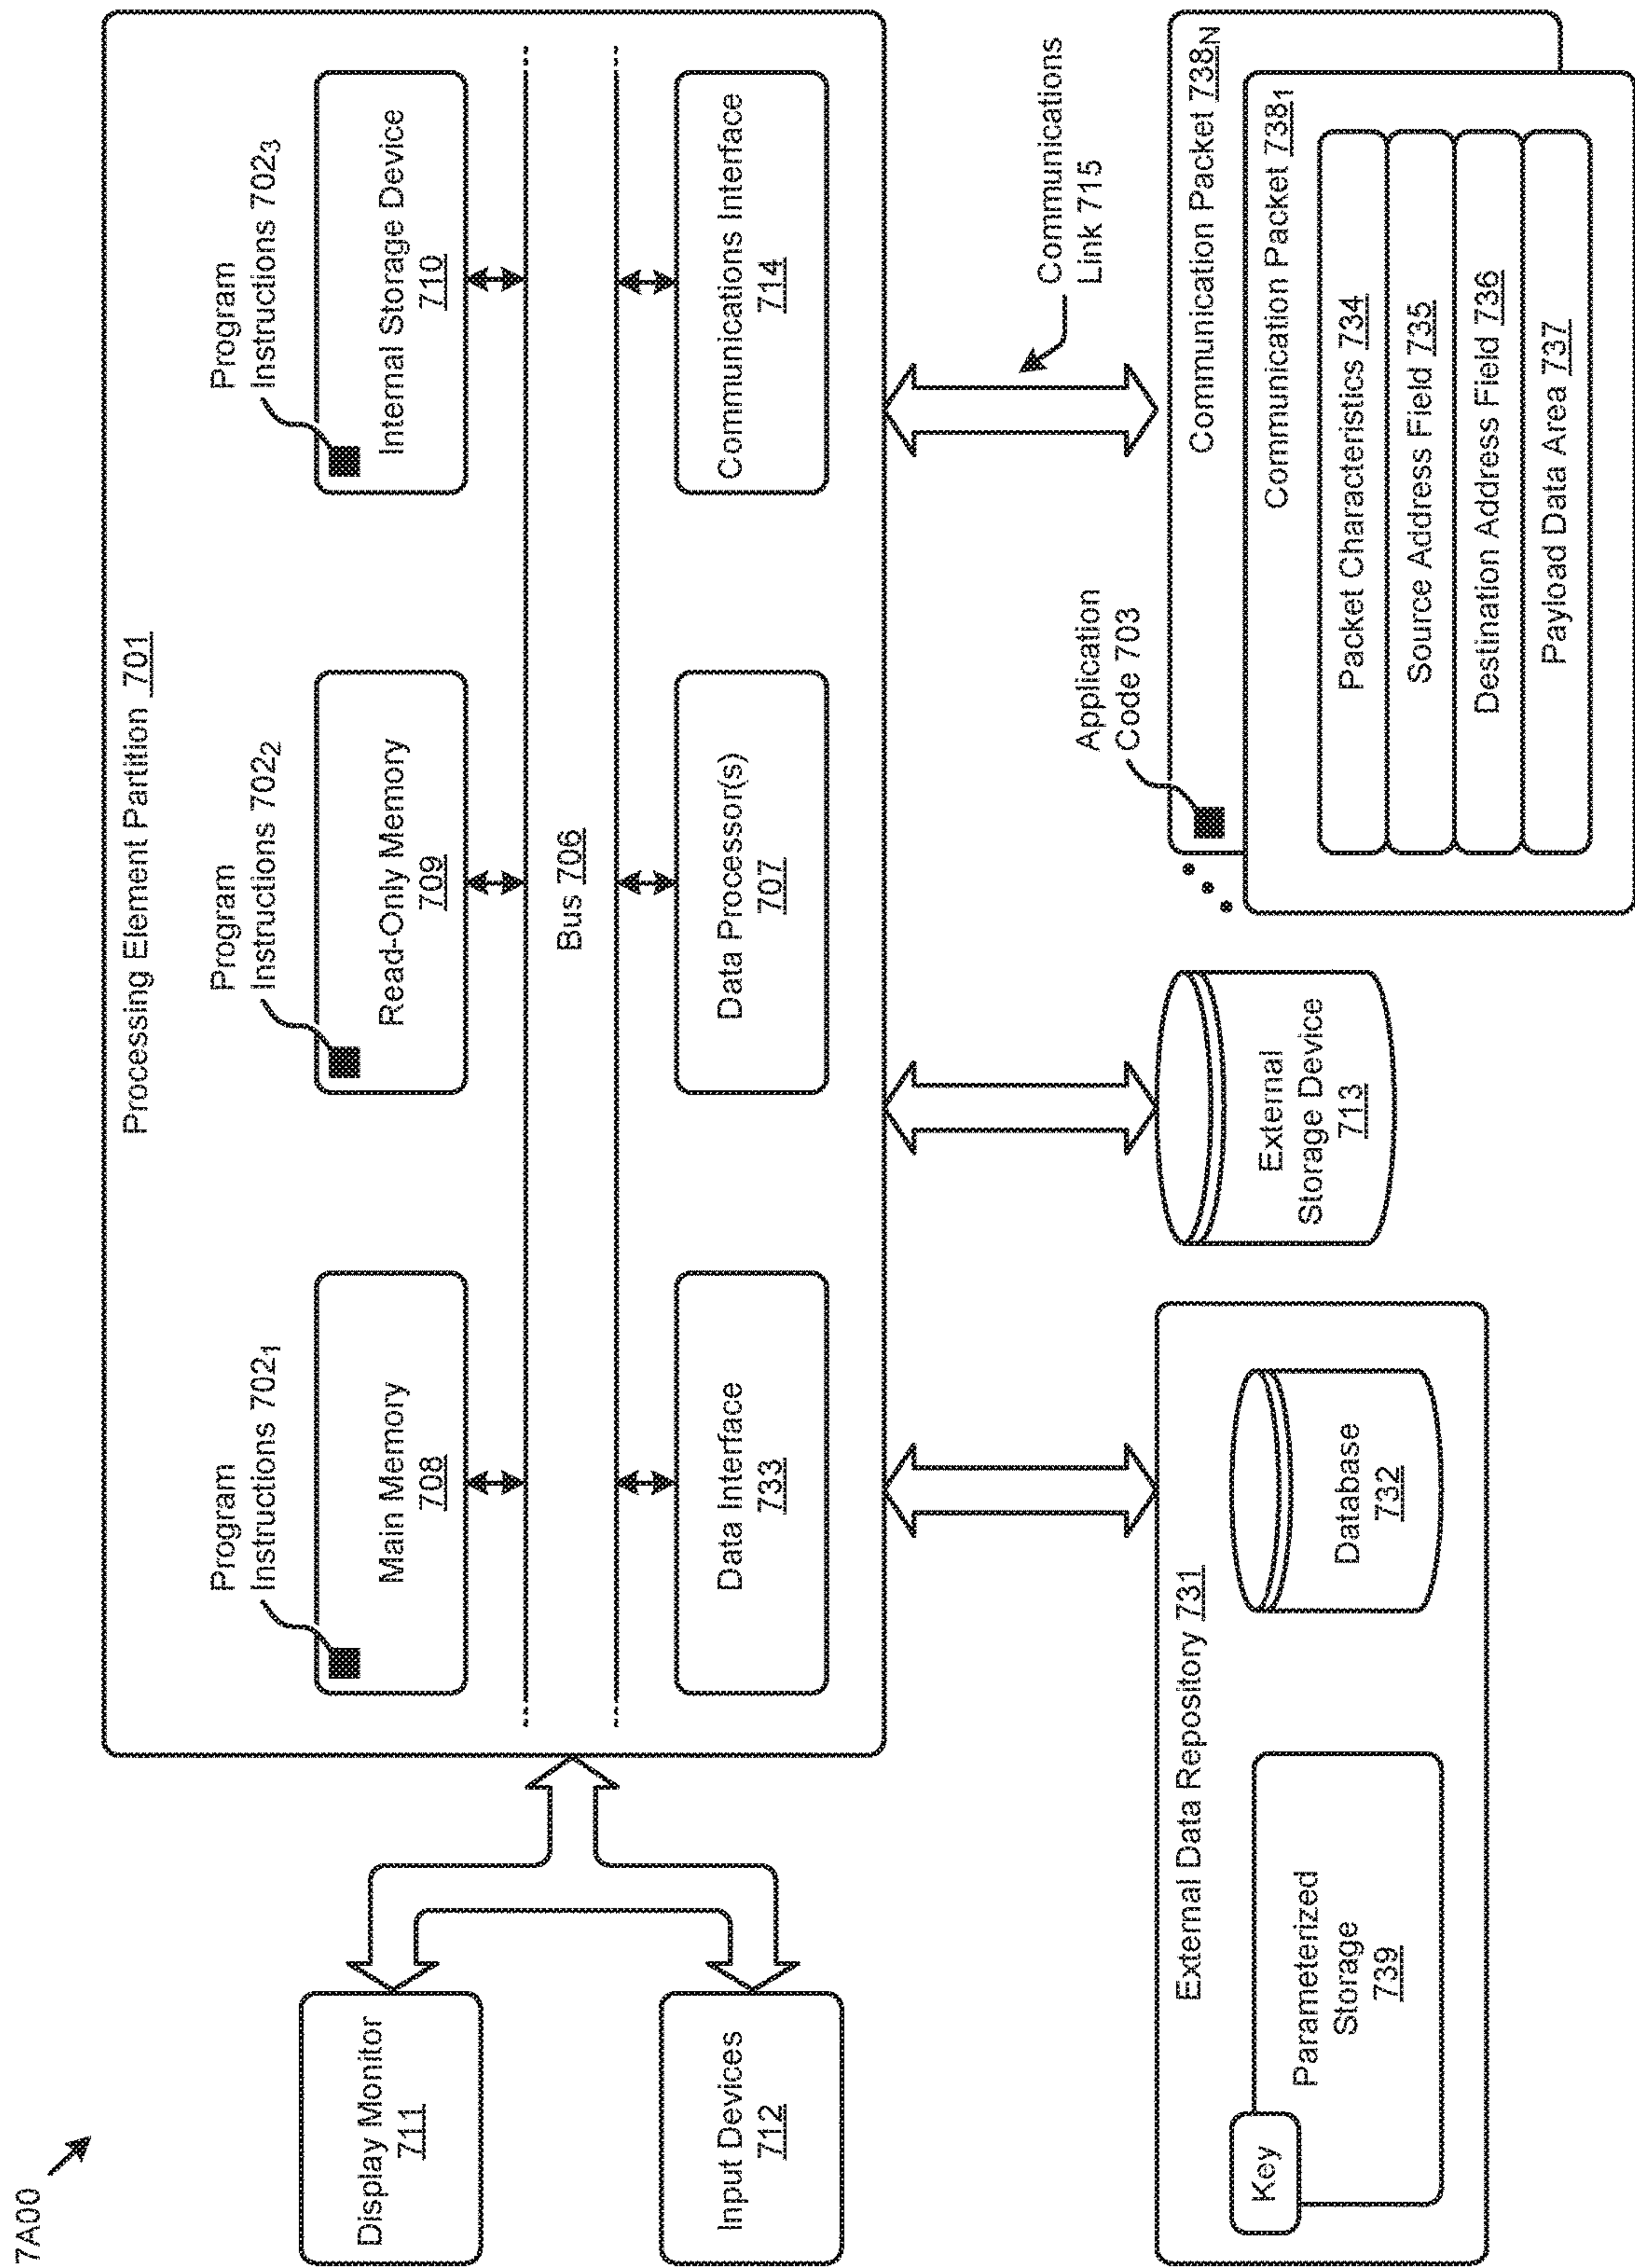 7A00
Processing Element Partition 701
Program
Instructions 702₁
Program
Instructions 702₂
Program
Instructions 702₃
Main Memory
708
Read-Only Memory
709
Internal Storage Device
710
Bus 706
Data Interface
733
Data Processor(s)
707
Communications Interface
714
Display Monitor
711
Input Devices
712
Communications
Link 715
External Data Repository 731
Key
Parameterized
Storage
739
Database
732
External
Storage Device
713
Application
Code 703
Communication Packet 738N
Communication Packet 738₁
Packet Characteristics 734
Source Address Field 735
Destination Address Field 736
Payload Data Area 737